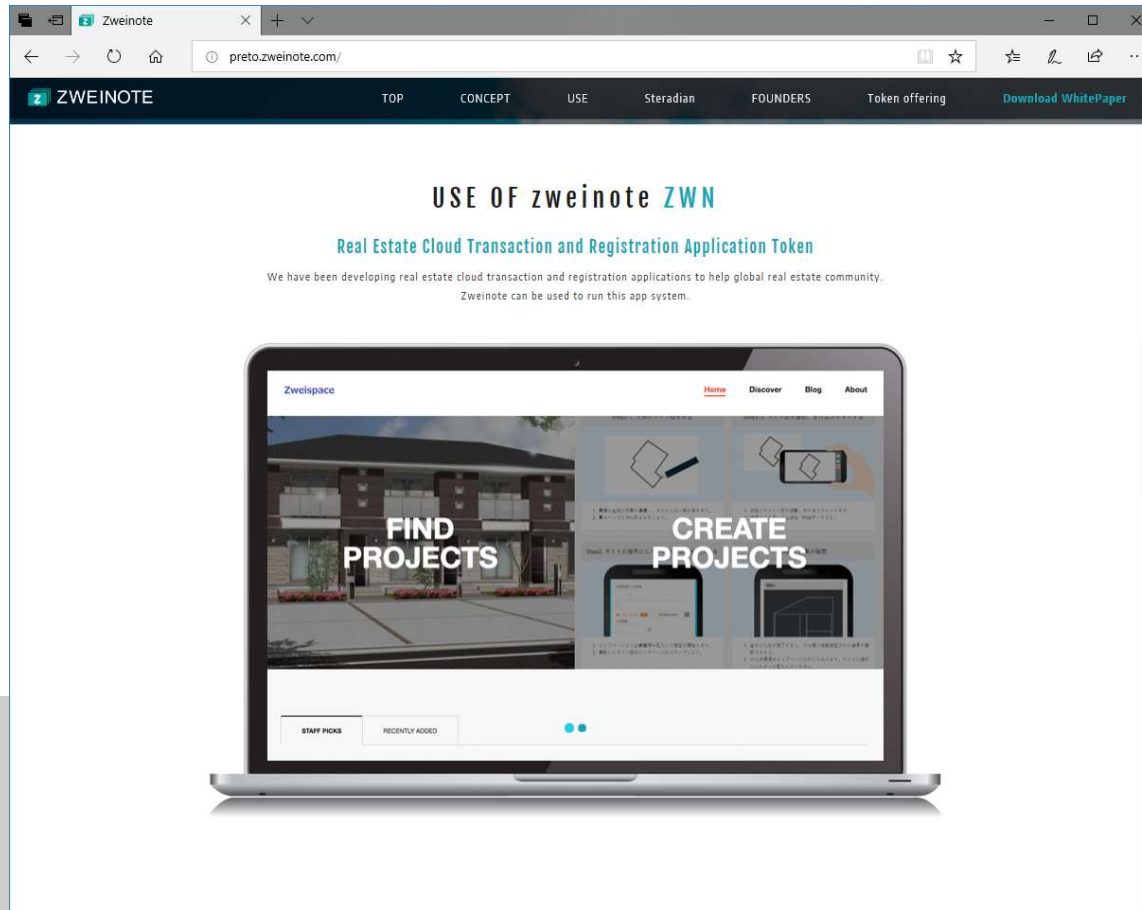 Zweinote
preto.zweinote.com/
ZWEINOTE
TOP
CONCEPT
USE
Steradian
FOUNDERS
Token offering
Download WhitePaper
USE OF zweinote ZWN
Real Estate Cloud Transaction and Registration Application Token
We have been developing real estate cloud transaction and registration applications to help global real estate community.
Zweinote can be used to run this app system.
Zweispace
Home
Discover
Blog
About
FIND
PROJECTS
CREATE
PROJECTS
STAFF PICKS
RECENTLY ADDED